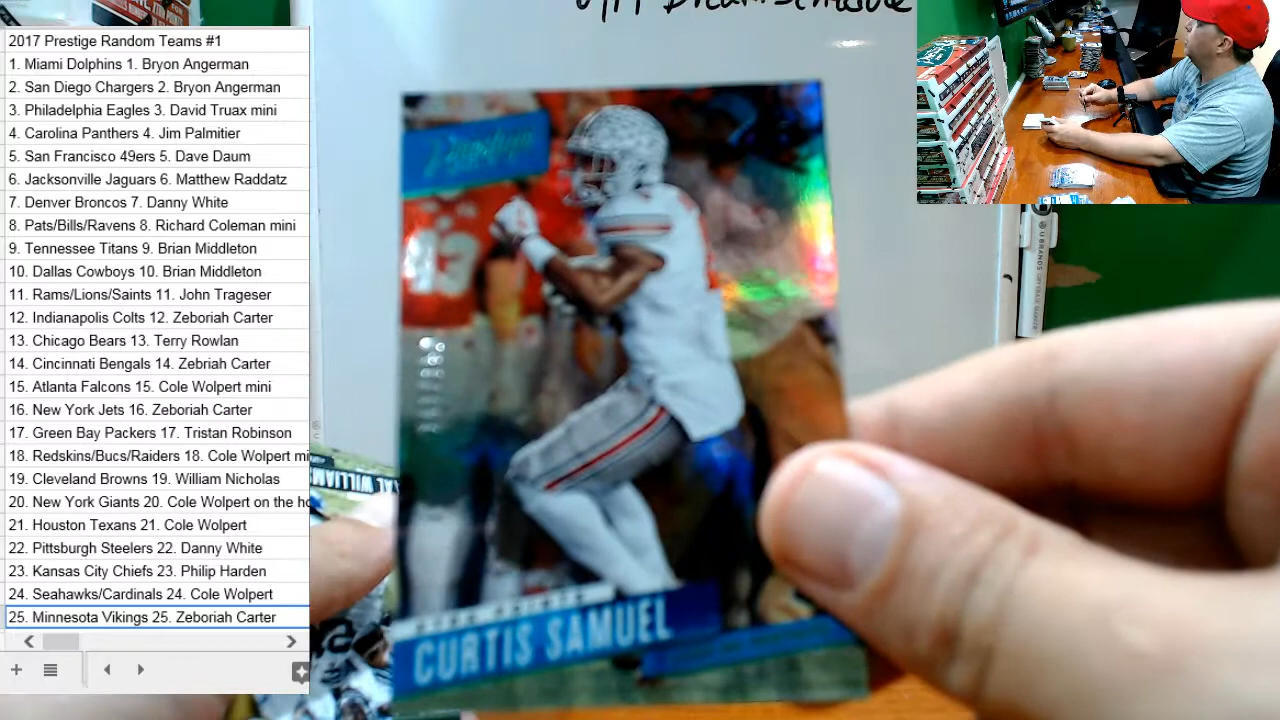 2017 Prestige Random Teams #1
1. Miami Dolphins 1. Bryon Angerman
2. San Diego Chargers 2. Bryon Angerman
3. Philadelphia Eagles 3. David Truax mini
4. Carolina Panthers 4. Jim Palmitier
5. San Francisco 49ers 5. Dave Daum
6. Jacksonville Jaguars 6. Matthew Raddatz
7. Denver Broncos 7. Danny White
8. Pats/Bills/Ravens 8. Richard Coleman mini
9. Tennessee Titans 9. Brian Middleton
10. Dallas Cowboys 10. Brian Middleton
11. Rams/Lions/Saints 11. John Trageser
12. Indianapolis Colts 12. Zeboriah Carter
13. Chicago Bears 13. Terry Rowlan
14. Cincinnati Bengals 14. Zebriah Carter
15. Atlanta Falcons 15. Cole Wolpert mini
16. New York Jets 16. Zeboriah Carter
17. Green Bay Packers 17. Tristan Robinson
18. Redskins/Bucs/Raiders 18. Cole Wolpert mi
19. Cleveland Browns 19. William Nicholas
20. New York Giants 20. Cole Wolpert on the ho
21. Houston Texans 21. Cole Wolpert
22. Pittsburgh Steelers 22. Danny White
23. Kansas City Chiefs 23. Philip Harden
24. Seahawks/Cardinals 24. Cole Wolpert
25. Minnesota Vikings 25. Zeboriah Carter
Prestige
13
CURTIS SAMUEL
WILLIAMS
U BRANDS